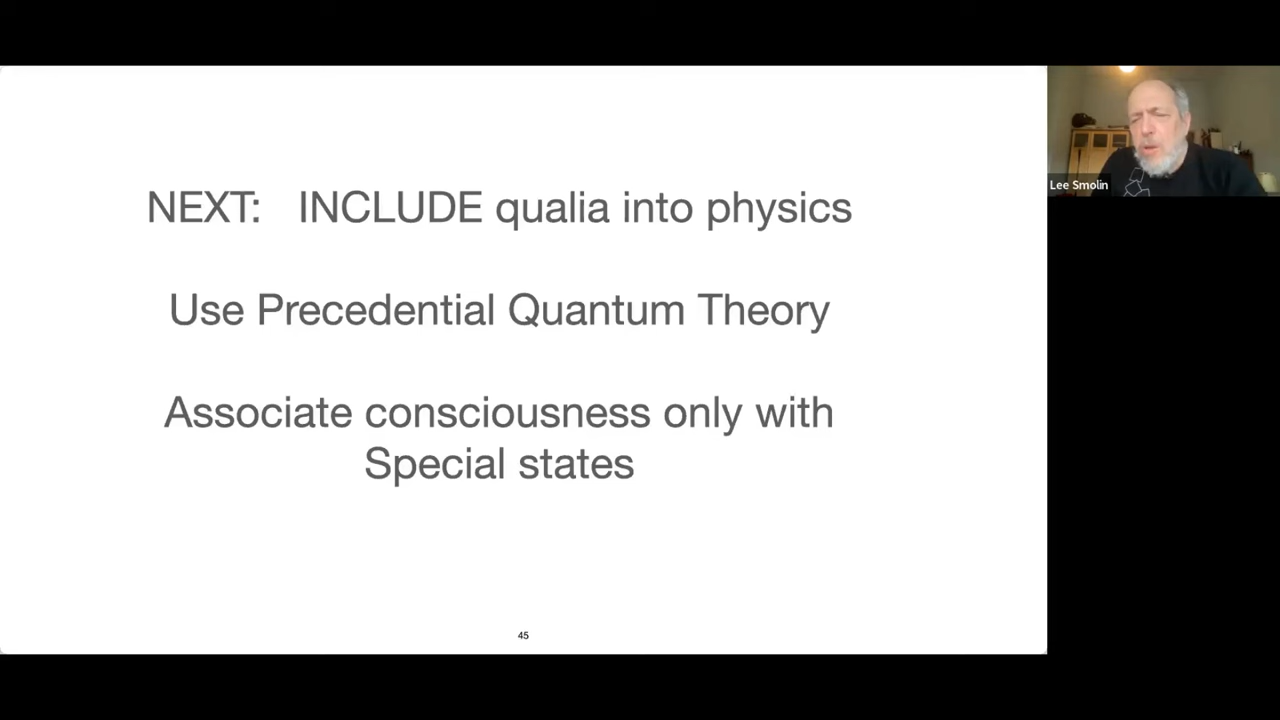 NEXT: INCLUDE qualia into physics
Use Precedential Quantum Theory
Associate consciousness only with
Special states
45
Lee Smolin